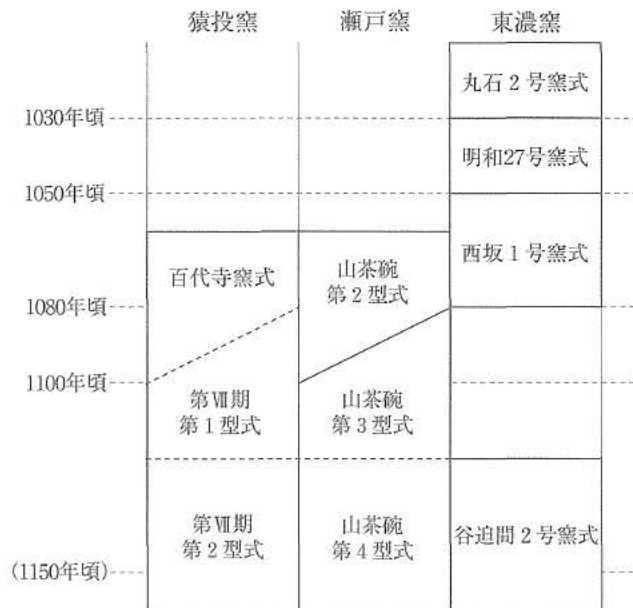 猿投窯 瀬戸窯 東濃窯
丸石2号窯式
1030年頃
明和27号窯式
1050年頃
西坂1号窯式
百代寺窯式
山茶碗
第2型式
1080年頃
1100年頃
第Ⅶ期
第1型式
山茶碗
第3型式
第Ⅶ期
第2型式
山茶碗
第4型式
谷迫間2号窯式
(1150年頃)